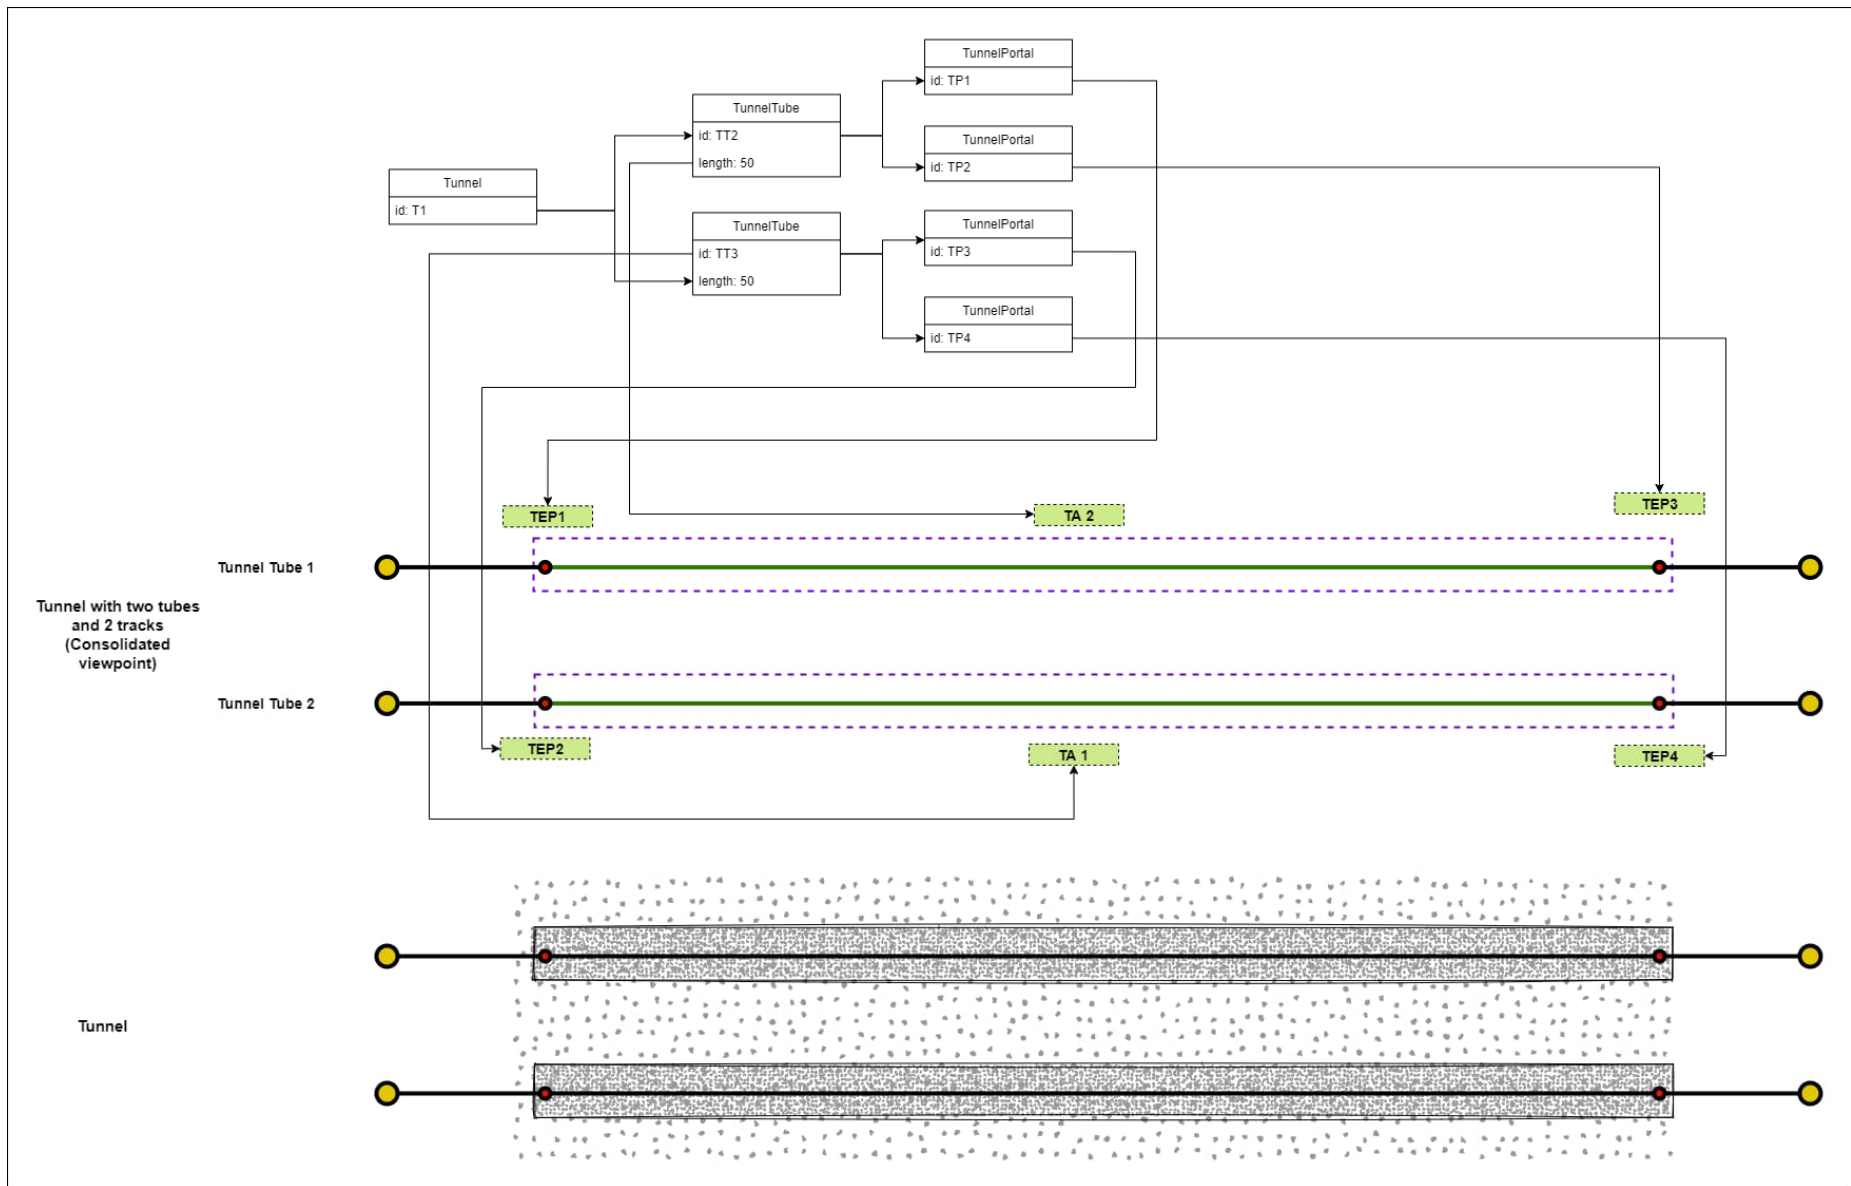 TunnelPortal
id: TP1
TunnelTube
id: TT2
length: 50
TunnelPortal
id: TP2
Tunnel
id: T1
TunnelTube
id: TT3
length: 50
TunnelPortal
id: TP3
TunnelPortal
id: TP4
TEP1
TA 2
TEP3
Tunnel Tube 1
Tunnel with two tubes
and 2 tracks
(Consolidated
viewpoint)
Tunnel Tube 2
TEP2
TA 1
TEP4
Tunnel